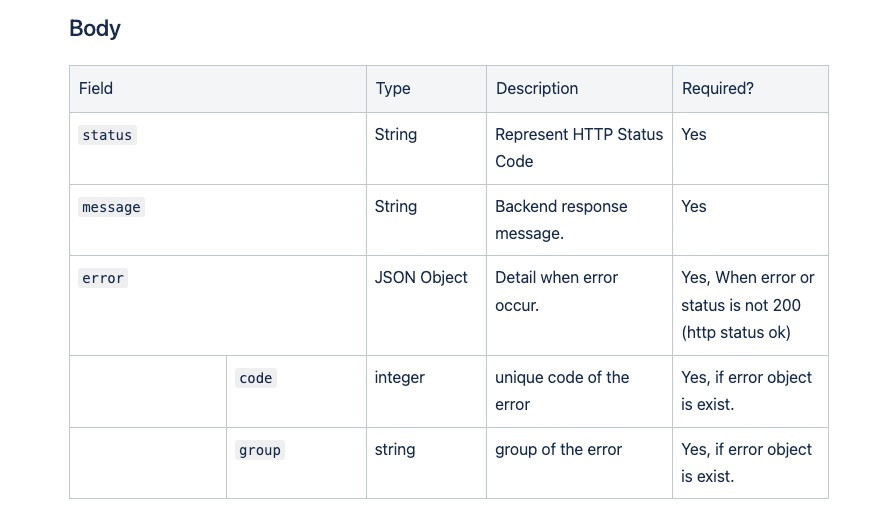 Body
Field Type Description Required?
status String Represent HTTP Status Yes
Code
message String Backend response Yes
message.
error JSON Object Detail when error Yes, When error or
occur. status is not 200
(http status ok)
code integer unique code of the Yes, if error object
error is exist.
group string group of the error Yes, if error object
is exist.